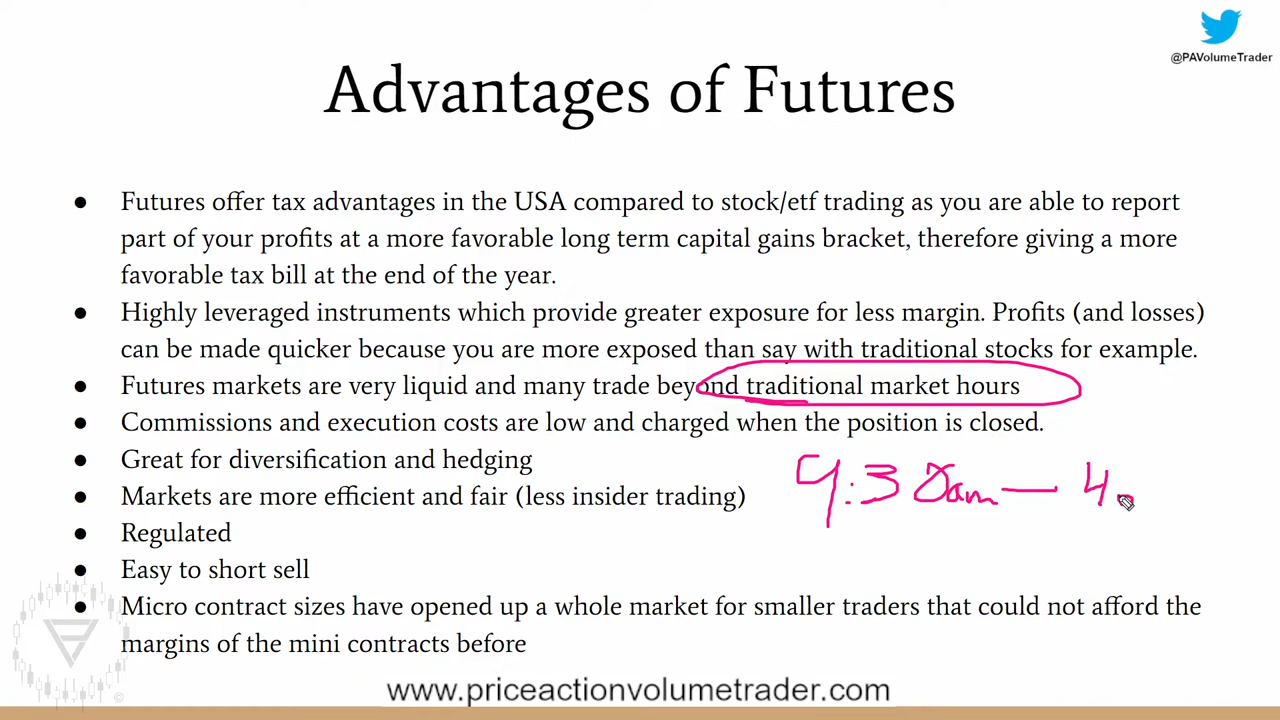 @PAVolumeTrader
Advantages of Futures
● Futures offer tax advantages in the USA compared to stock/etf trading as you are able to report
part of your profits at a more favorable long term capital gains bracket, therefore giving a more
favorable tax bill at the end of the year.
● Highly leveraged instruments which provide greater exposure for less margin. Profits (and losses)
can be made quicker because you are more exposed than say with traditional stocks for example.
● Futures markets are very liquid and many trade beyond traditional market hours
● Commissions and execution costs are low and charged when the position is closed.
● Great for diversification and hedging
● Markets are more efficient and fair (less insider trading)
9:30am — 4
● Regulated
● Easy to short sell
● Micro contract sizes have opened up a whole market for smaller traders that could not afford the
margins of the mini contracts before
©
www.priceactionvolumetrader.com